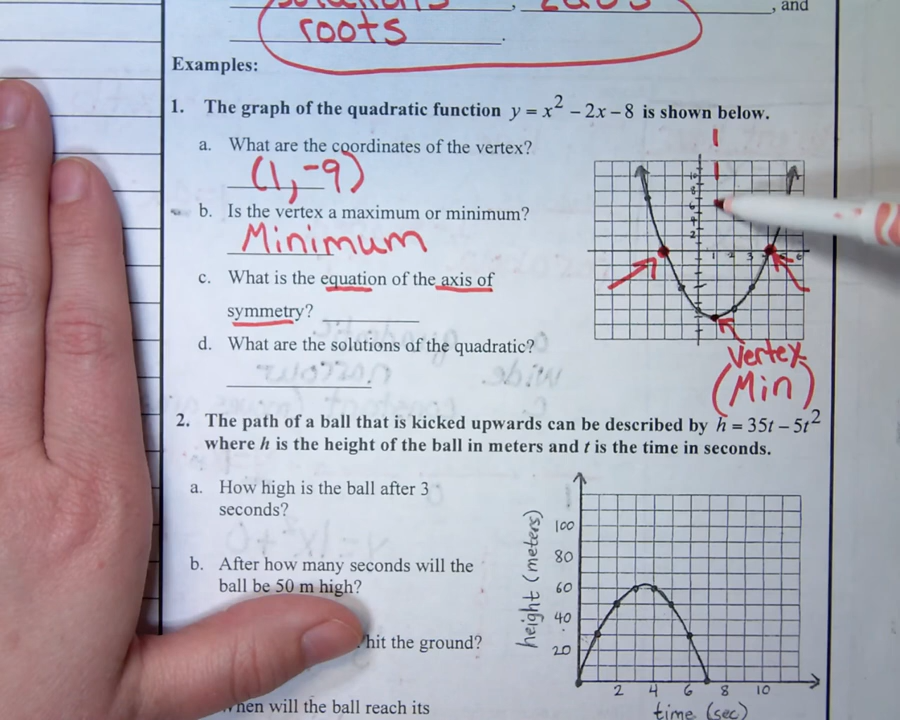 , and
roots.
Examples:
1. The graph of the quadratic function y = x² – 2x – 8 is shown below.
a. What are the coordinates of the vertex?
(1, -9)
b. Is the vertex a maximum or minimum?
Minimum
c. What is the equation of the axis of
symmetry?
d. What are the solutions of the quadratic?
Vertex
(Min)
2. The path of a ball that is kicked upwards can be described by h = 35t – 5t²
where h is the height of the ball in meters and t is the time in seconds.
a. How high is the ball after 3
seconds?
b. After how many seconds will the
ball be 50 m high?
hit the ground?
will the ball reach its
height (meters)
100
80
60
40
20
2 4 6 8 10
time (sec)